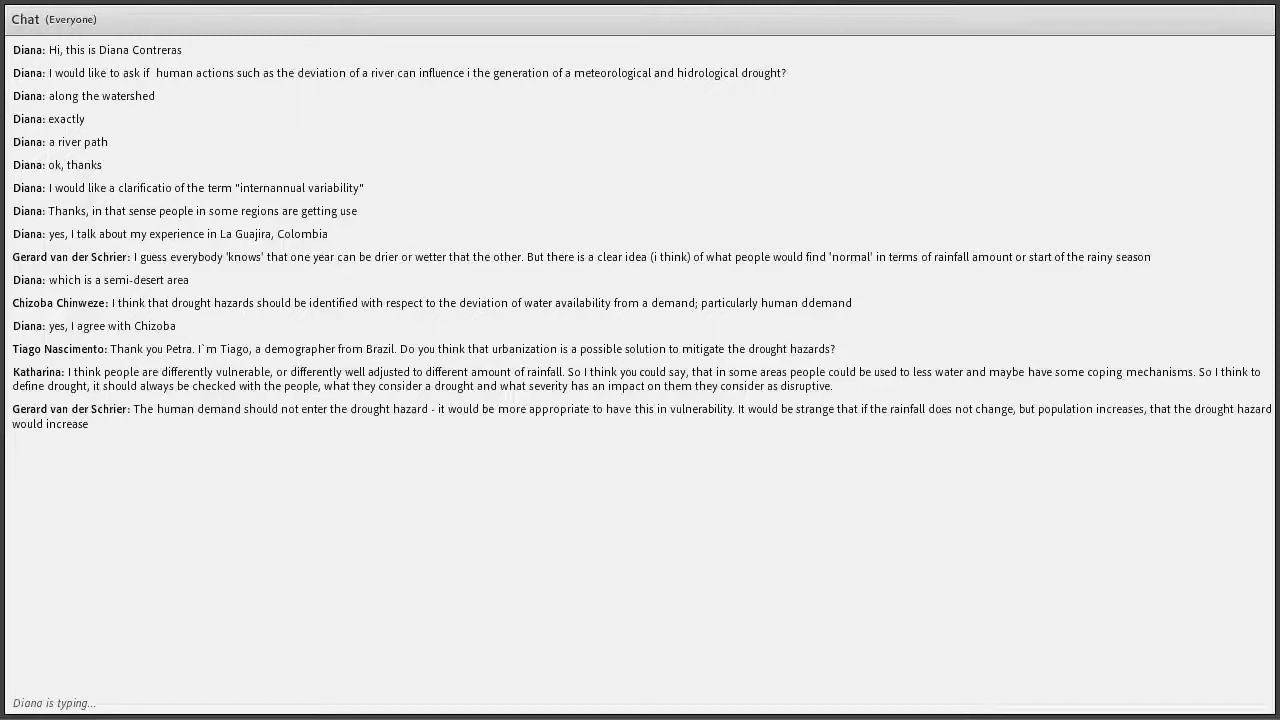 Chat (Everyone)
Diana: Hi, this is Diana Contreras
Diana: I would like to ask if  human actions such as the deviation of a river can influence i the generation of a meteorological and hidrological drought?
Diana: along the watershed
Diana: exactly
Diana: a river path
Diana: ok, thanks
Diana: I would like a clarificatio of the term "internannual variability"
Diana: Thanks, in that sense people in some regions are getting use
Diana: yes, I talk about my experience in La Guajira, Colombia
Gerard van der Schrier: I guess everybody 'knows' that one year can be drier or wetter that the other. But there is a clear idea (i think) of what people would find 'normal' in terms of rainfall amount or start of the rainy season
Diana: which is a semi-desert area
Chizoba Chinweze: I think that drought hazards should be identified with respect to the deviation of water availability from a demand; particularly human ddemand
Diana: yes, I agree with Chizoba
Tiago Nascimento: Thank you Petra. I`m Tiago, a demographer from Brazil. Do you think that urbanization is a possible solution to mitigate the drought hazards?
Katharina: I think people are differently vulnerable, or differently well adjusted to different amount of rainfall. So I think you could say, that in some areas people could be used to less water and maybe have some coping mechanisms. So I think to
define drought, it should always be checked with the people, what they consider a drought and what severity has an impact on them they consider as disruptive.
Gerard van der Schrier: The human demand should not enter the drought hazard - it would be more appropriate to have this in vulnerability. It would be strange that if the rainfall does not change, but population increases, that the drought hazard
would increase
Diana is typing...